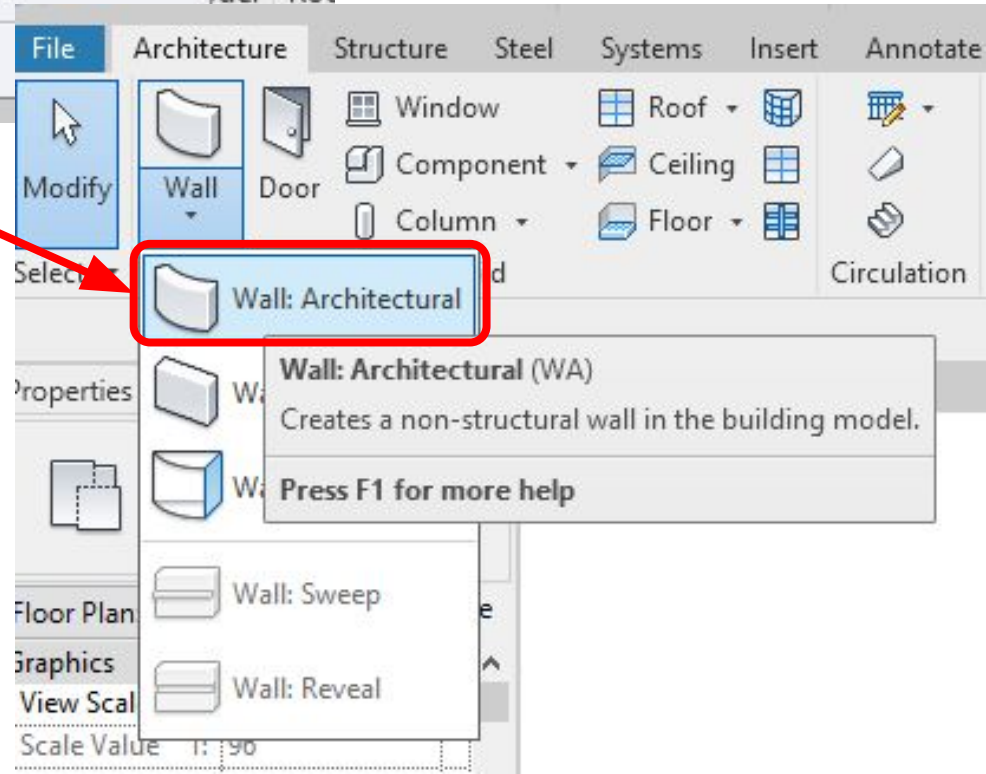 File Architecture Structure Steel Systems Insert Annotate
Modify Wall Door Window Roof
Component Ceiling
Column Floor
Circulation
Wall: Architectural
Wall: Architectural (WA)
Creates a non-structural wall in the building model.
Press F1 for more help
Properties
Wall: Sweep
Floor Plan
Graphics
Wall: Reveal
View Scal
Scale Value 1: 96